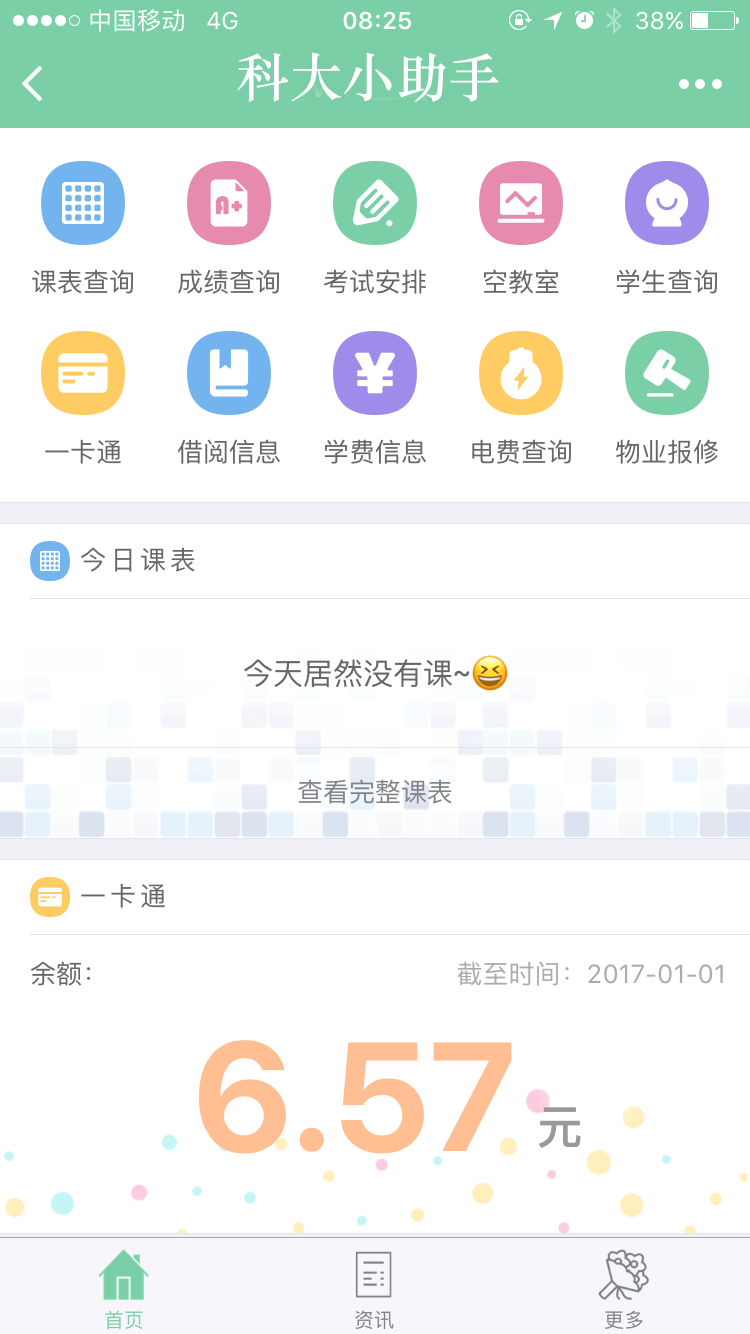 中国移动 4G 08:25 38%
科大小助手
课表查询 成绩查询 考试安排 空教室 学生查询
一卡通 借阅信息 学费信息 电费查询 物业报修
今日课表
今天居然没有课~😆
查看完整课表
一卡通
余额: 截至时间: 2017-01-01
6.57 元
首页 资讯 更多